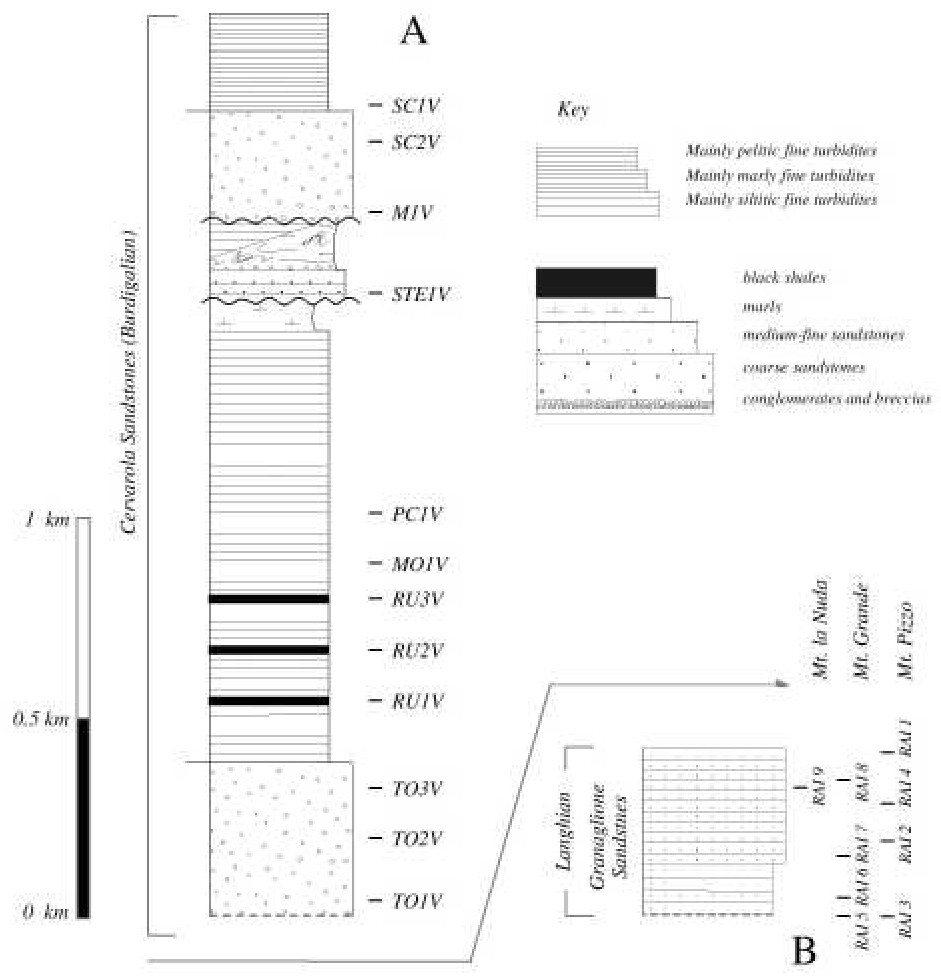 A
SC1V
SC2V
M1V
STE1V
PC1V
MO1V
RU3V
RU2V
RU1V
TO3V
TO2V
TO1V
Cervarola Sandstones (Burdigalian)
1 km
0.5 km
0 km
Key
Mainly pelitic fine turbidites
Mainly marly fine turbidites
Mainly siltitic fine turbidites
black shales
marls
medium-fine sandstones
coarse sandstones
conglomerates and breccias
Mt. la Nuda
Mt. Grande
Mt. Pizzo
RAI 9
RAI 8
RAI 7
RAI 6
RAI 5
RAI 1
RAI 4
RAI 2
RAI 3
Langhian
Granaglione
Sandstnes
B